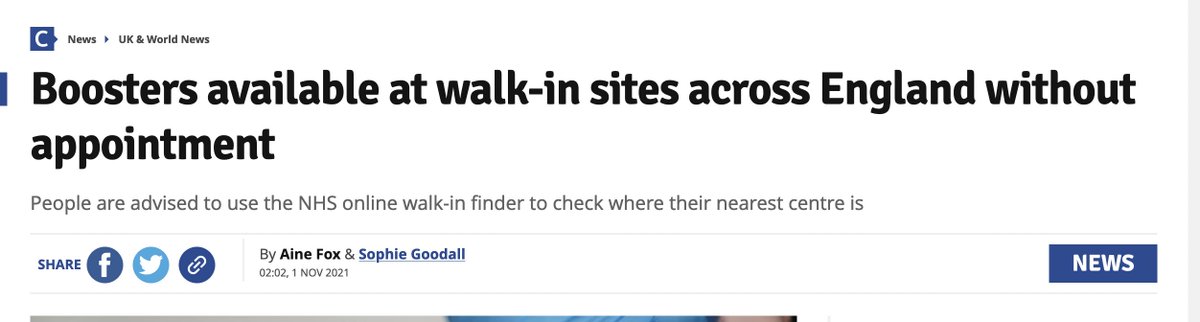 C News UK & World News
Boosters available at walk-in sites across England without
appointment
People are advised to use the NHS online walk-in finder to check where their nearest centre is
SHARE
By Aine Fox & Sophie Goodall
02:02, 1 NOV 2021
NEWS